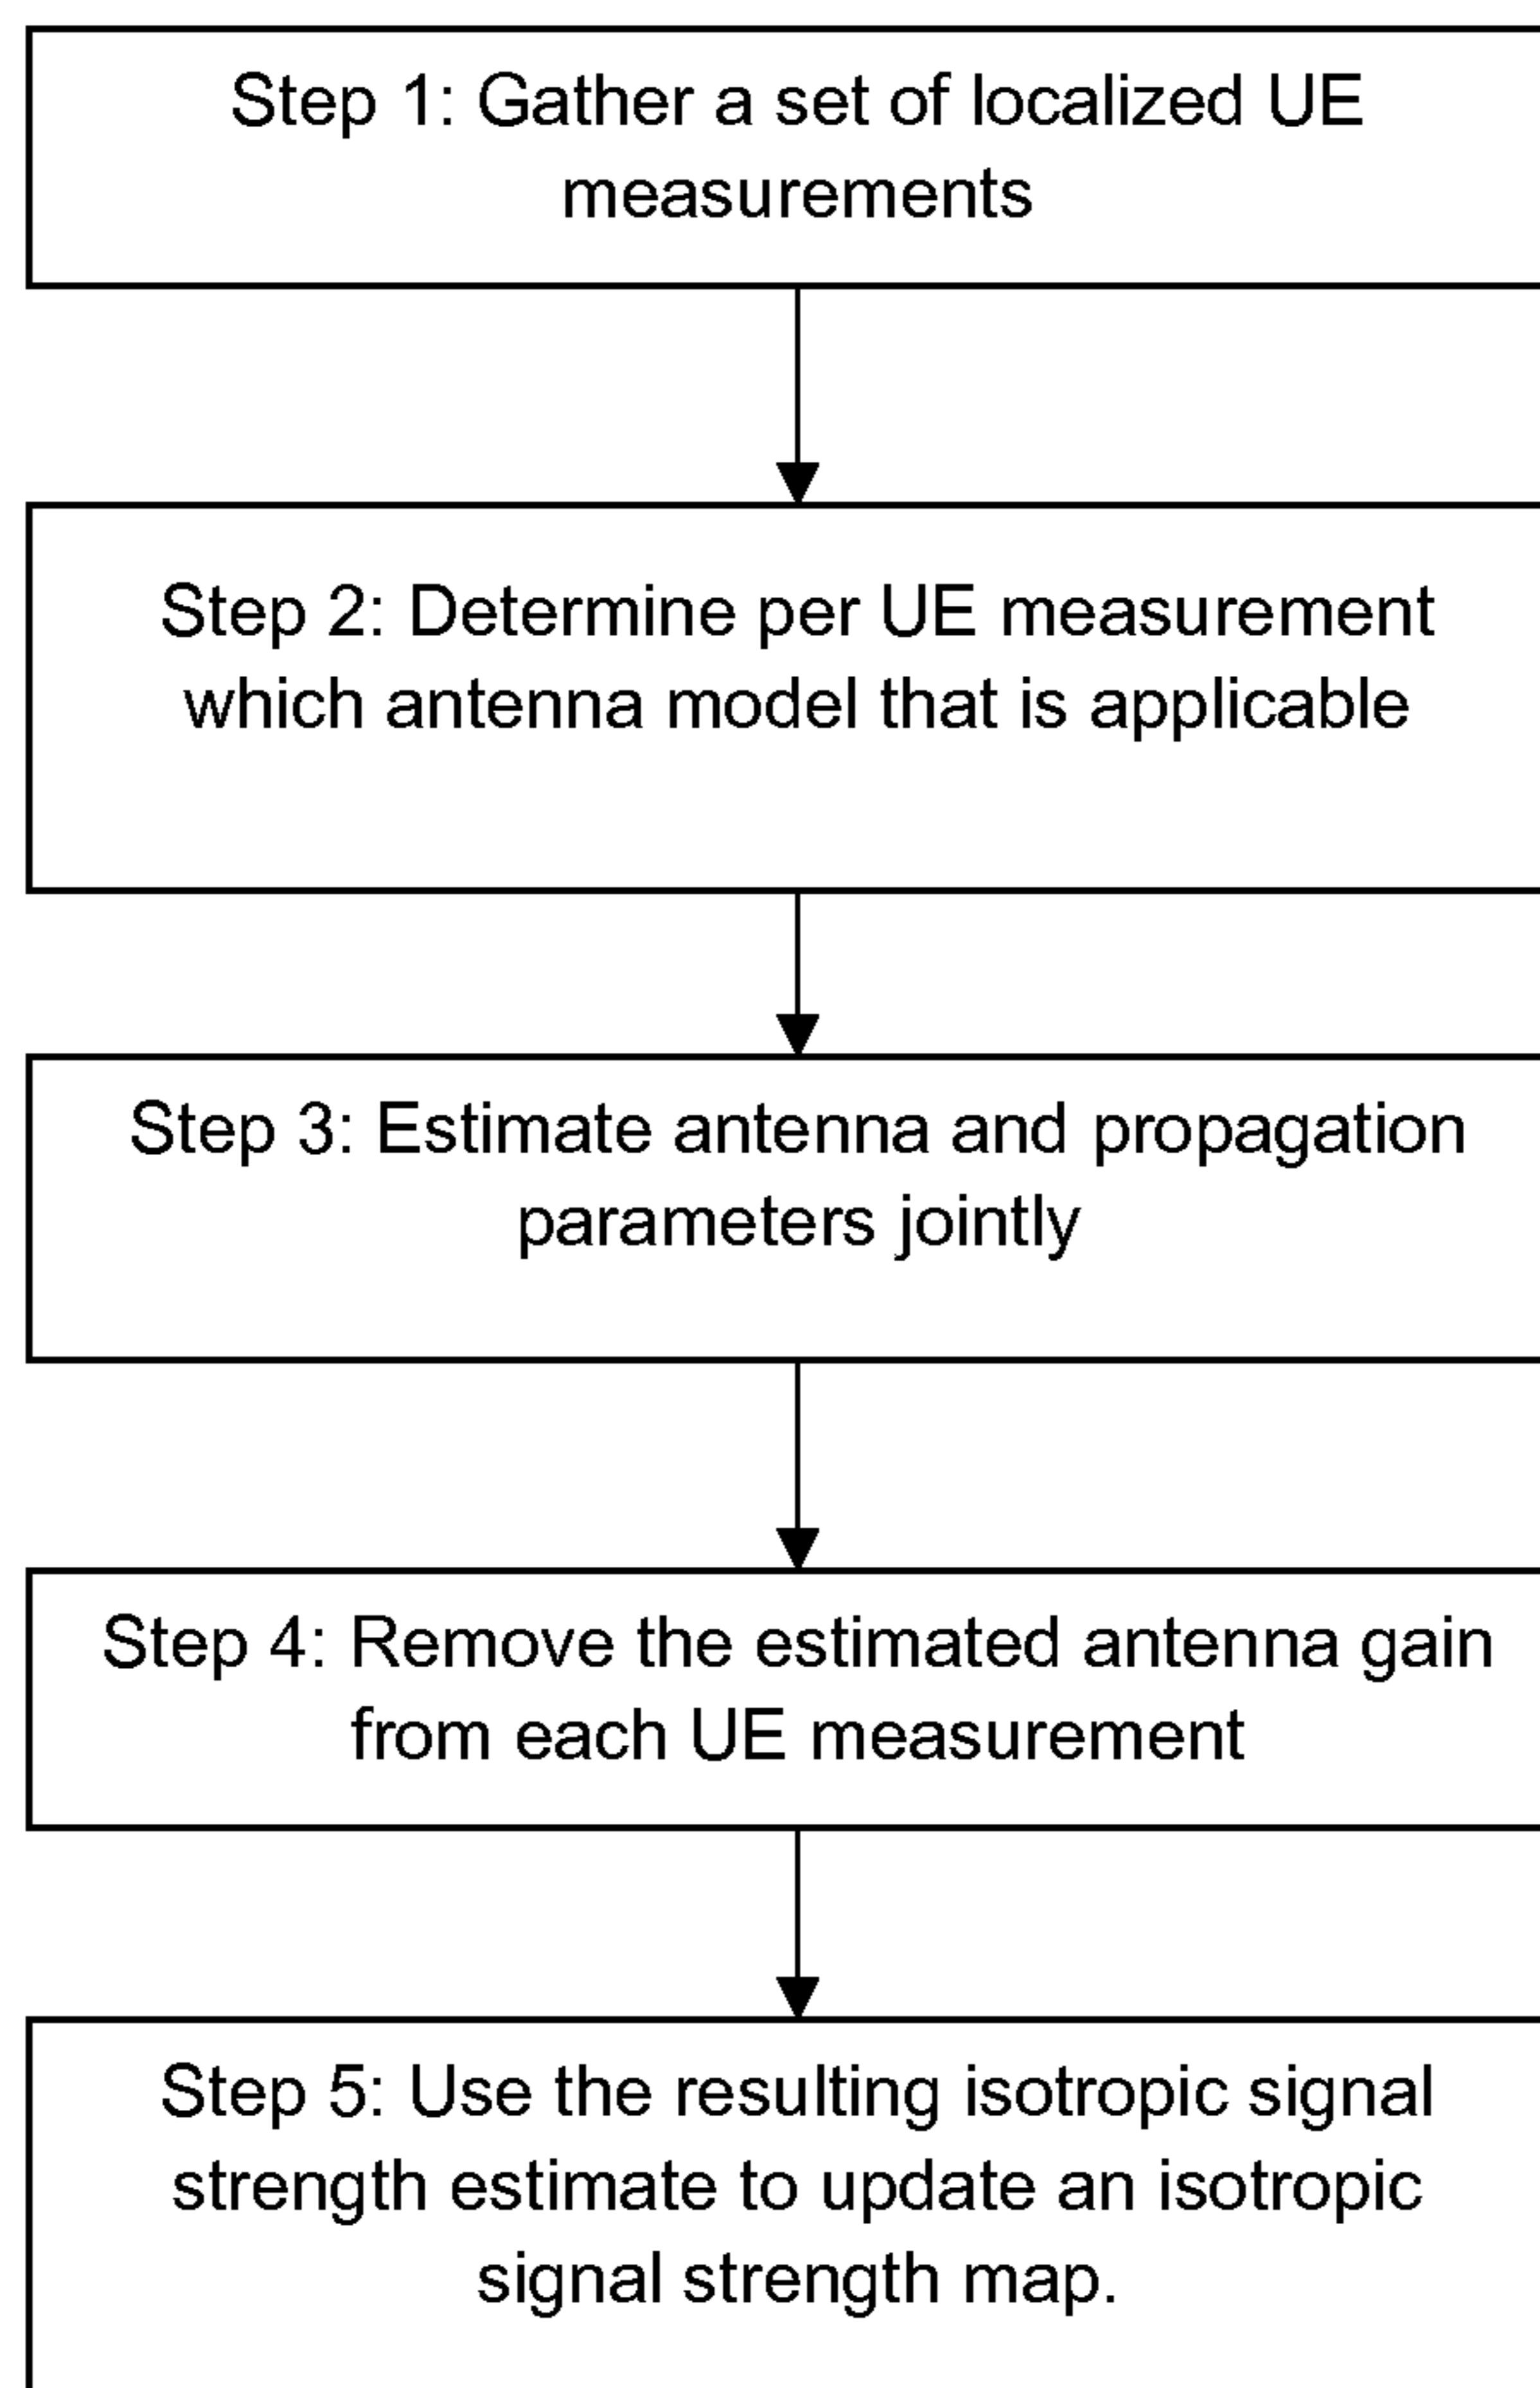 Step 1: Gather a set of localized UE
measurements
Step 2: Determine per UE measurement
which antenna model that is applicable
Step 3: Estimate antenna and propagation
parameters jointly
Step 4: Remove the estimated antenna gain
from each UE measurement
Step 5: Use the resulting isotropic signal
strength estimate to update an isotropic
signal strength map.